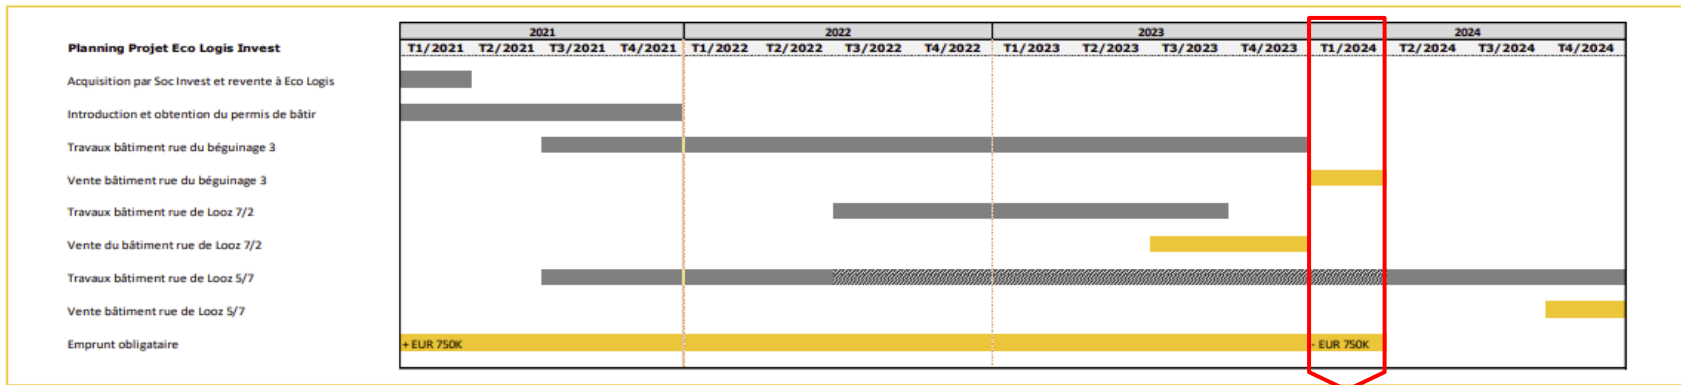 2021 2022 2023 2024
Planning Projet Eco Logis Invest T1/2021 T2/2021 T3/2021 T4/2021 T1/2022 T2/2022 T3/2022 T4/2022 T1/2023 T2/2023 T3/2023 T4/2023 T1/2024 T2/2024 T3/2024 T4/2024
Acquisition par Soc Invest et revente à Eco Logis
Introduction et obtention du permis de bâtir
Travaux bâtiment rue du béguinage 3
Vente bâtiment rue du béguinage 3
Travaux bâtiment rue de Looz 7/2
Vente du bâtiment rue de Looz 7/2
Travaux bâtiment rue de Looz 5/7
Vente bâtiment rue de Looz 5/7
Emprunt obligataire + EUR 750K - EUR 750K